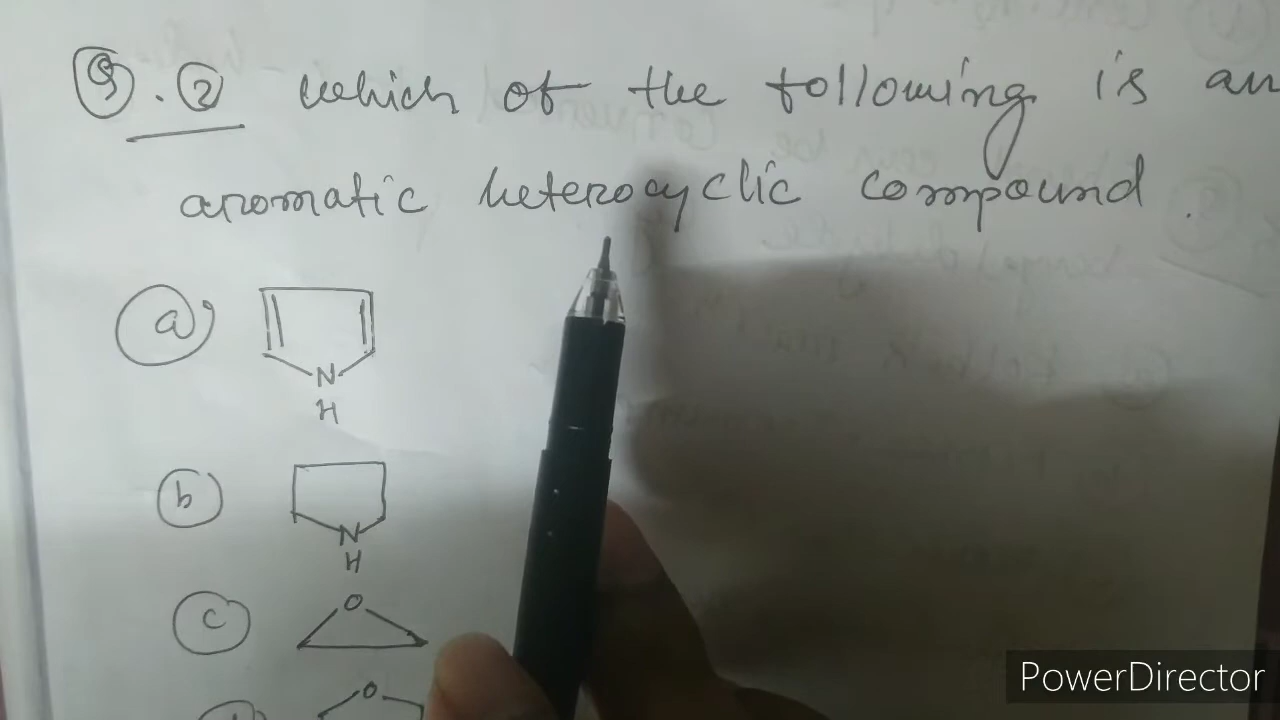 Q. 2 which of the following is an
aromatic heterocyclic compound.
a
N
H
b
N
H
c
O
d
O
PowerDirector